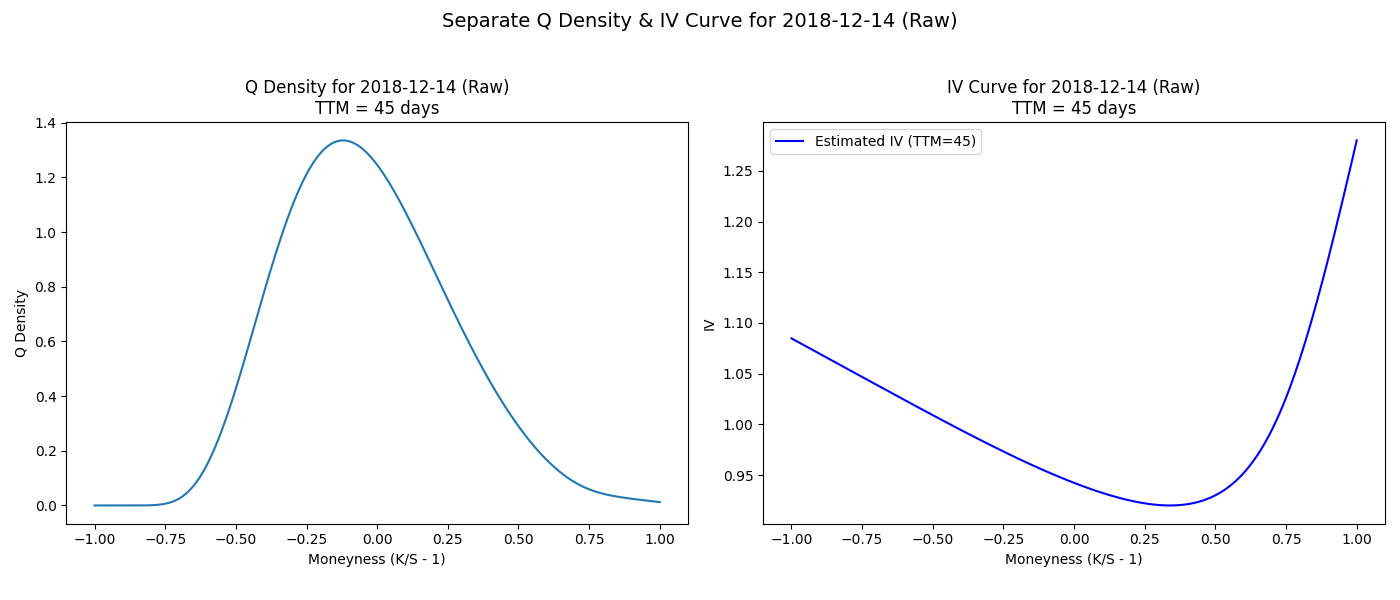 Separate Q Density & IV Curve for 2018-12-14 (Raw)
Q Density for 2018-12-14 (Raw)
TTM = 45 days
Q Density
1.4
1.2
1.0
0.8
0.6
0.4
0.2
0.0
−1.00 −0.75 −0.50 −0.25 0.00 0.25 0.50 0.75 1.00
Moneyness (K/S - 1)
IV Curve for 2018-12-14 (Raw)
TTM = 45 days
Estimated IV (TTM=45)
IV
1.25
1.20
1.15
1.10
1.05
1.00
0.95
−1.00 −0.75 −0.50 −0.25 0.00 0.25 0.50 0.75 1.00
Moneyness (K/S - 1)